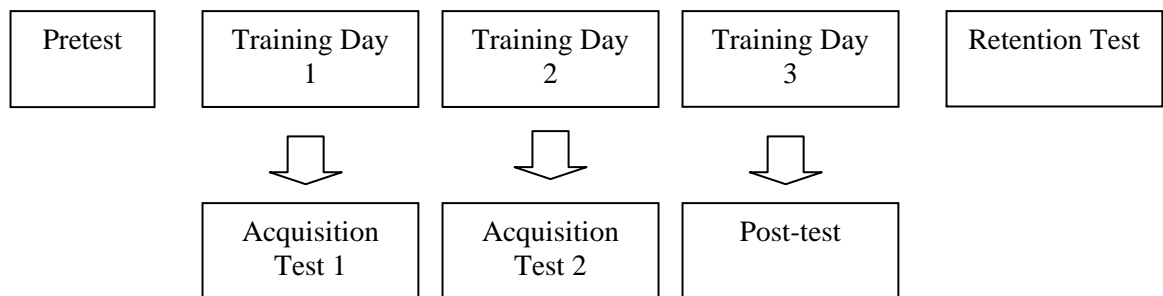 Pretest
Training Day
1
Training Day
2
Training Day
3
Retention Test
Acquisition
Test 1
Acquisition
Test 2
Post-test